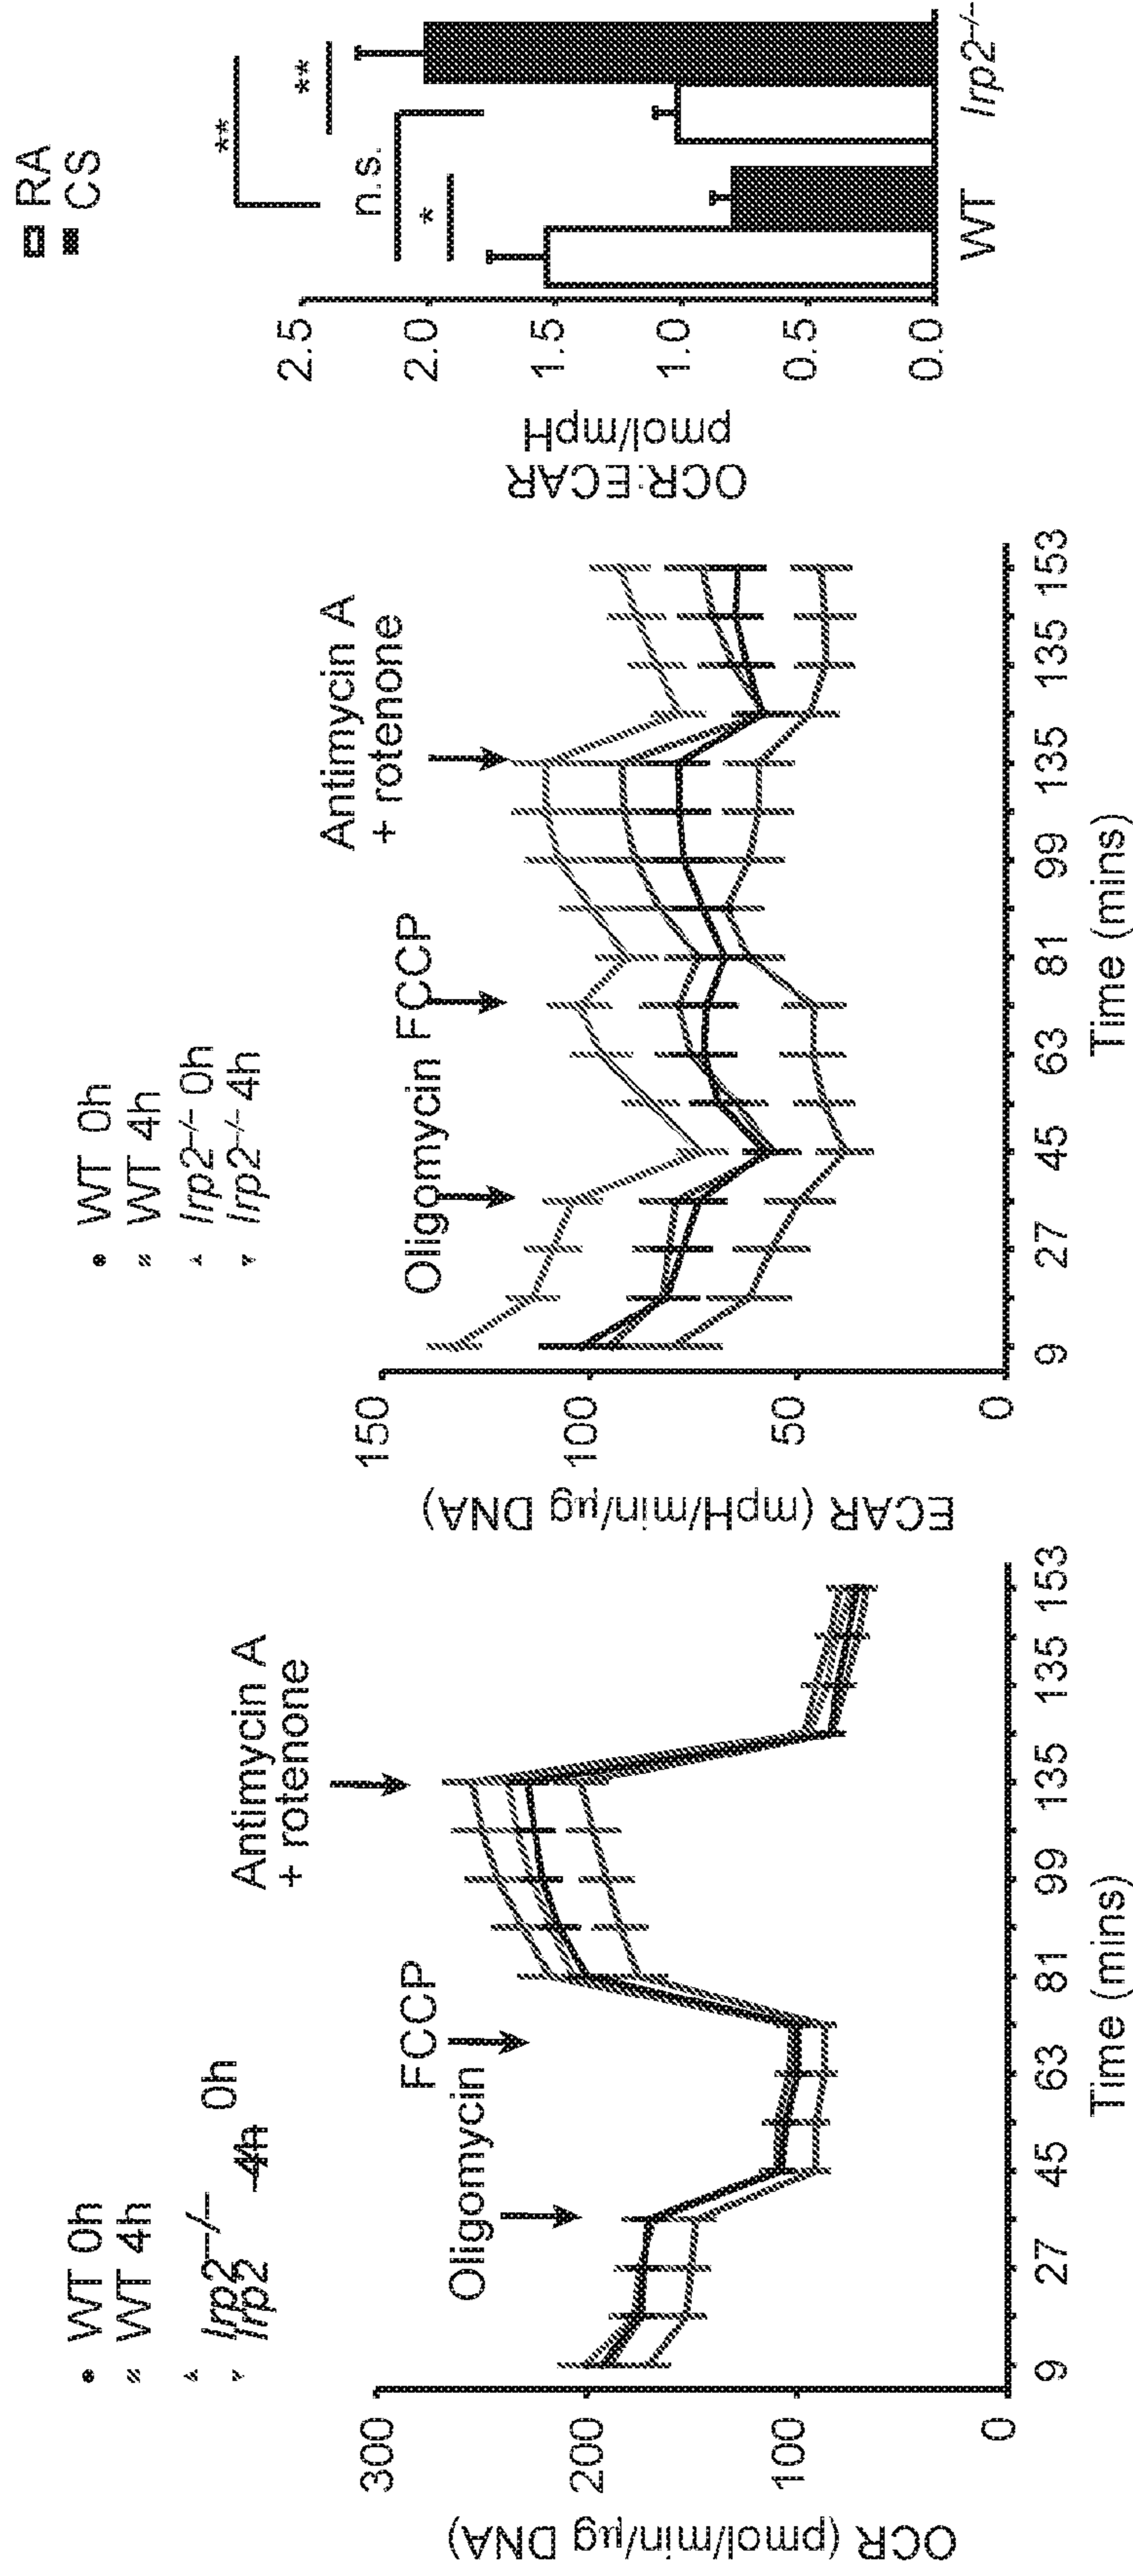 WT 0h
WT 4h
Irp2–/– 0h
Irp2 4h
Oligomycin
FCCP
Antimycin A
+ rotenone
OCR (pmol/min/µg DNA)
300
200
100
0
9
27
45
63
81
99
135
135
153
Time (mins)
WT 0h
WT 4h
Irp2–/– 0h
Irp2–/– 4h
Oligomycin
FCCP
Antimycin A
+ rotenone
ECAR (mpH/min/µg DNA)
150
100
50
0
9
27
45
63
81
99
135
135
153
Time (mins)
RA
CS
**
**
n.s.
*
OCR:ECAR
pmol/mpH
2.5
2.0
1.5
1.0
0.5
0.0
WT
Irp2–/–